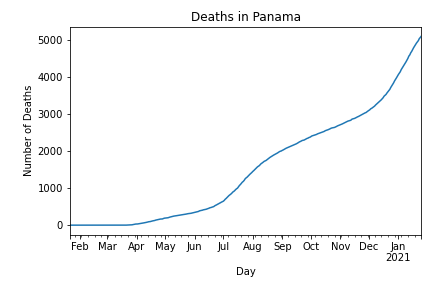 Deaths in Panama
Number of Deaths
5000
4000
3000
2000
1000
0
Feb Mar Apr May Jun Jul Aug Sep Oct Nov Dec Jan
2021
Day